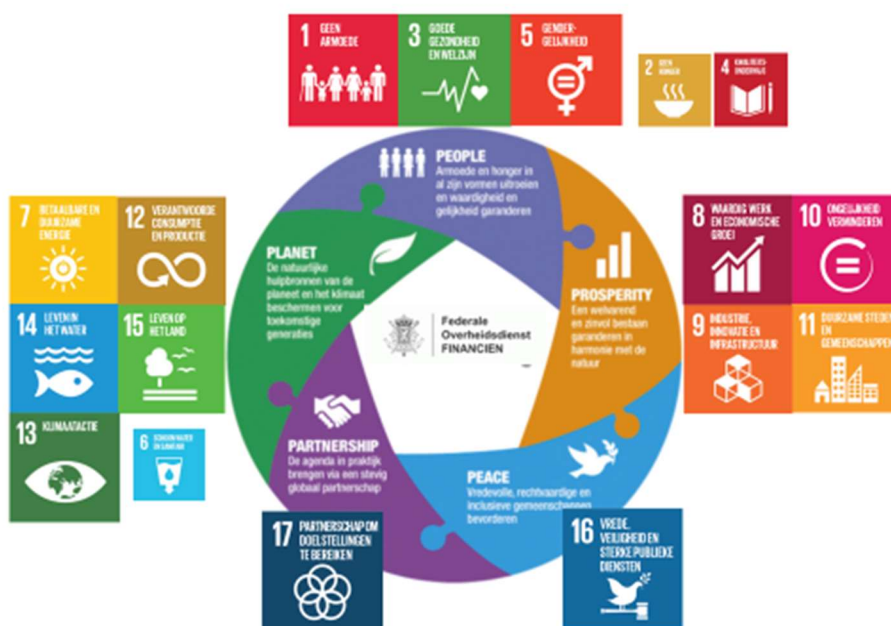 1 GEEN
ARMOEDE
3 GOEDE
GEZONDHEID
EN WELZIJN
5 GENDER-
GELIJKHEID
2 GEEN
HONGER
4 KWALITEITS-
ONDERWIJS
PEOPLE
Armoede en honger in
al zijn vormen uitroeien
en waardigheid en
gelijkheid garanderen
7 BETAALBARE EN
DUURZAME
ENERGIE
12 VERANTWOORDE
CONSUMPTIE
EN PRODUCTIE
14 LEVEN IN
HET WATER
15 LEVEN OP
HET LAND
13 KLIMAATACTIE
6 SCHOON WATER
EN SANITAIR
PLANET
De natuurlijke
hulpbronnen van de
planeet en het klimaat
beschermen voor
toekomstige
generaties
Federale
Overheidsdienst
FINANCIEN
PROSPERITY
Een welvarend
en zinvol bestaan
garanderen in
harmonie met de
natuur
8 WAARDIG WERK
EN ECONOMISCHE
GROEI
10 ONGELIJKHEID
VERMINDEREN
9 INDUSTRIE,
INNOVATIE EN
INFRASTRUCTUUR
11 DUURZAME STEDEN
EN
GEMEENSCHAPPEN
PARTNERSHIP
De agenda in praktijk
brengen via een stevig
globaal partnerschap
PEACE
Vredevolle, rechtvaardige en
inclusieve gemeenschappen
bevorderen
17 PARTNERSCHAP OM
DOELSTELLINGEN
TE BEREIKEN
16 VREDE,
VEILIGHEID EN
STERKE PUBLIEKE
DIENSTEN